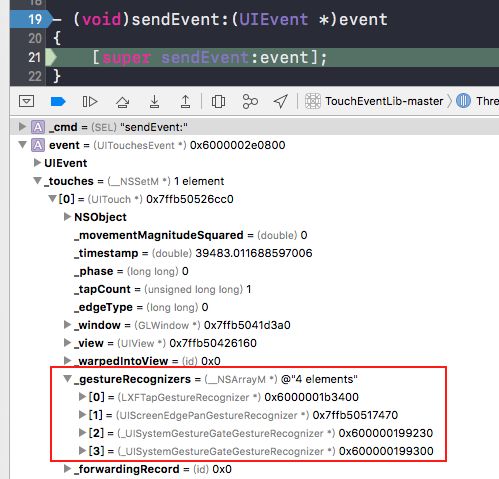 19 - (void)sendEvent:(UIEvent *)event
20 {
21 [super sendEvent:event];
22 }
TouchEventLib-master Thre
A _cmd = (SEL) "sendEvent:"
A event = (UITouchesEvent *) 0x6000002e0800
UIEvent
_touches = (__NSSetM *) 1 element
[0] = (UITouch *) 0x7ffb50526cc0
NSObject
_movementMagnitudeSquared = (double) 0
_timestamp = (double) 39483.011688597006
_phase = (long long) 0
_tapCount = (unsigned long long) 1
_edgeType = (long long) 0
_window = (GLWindow *) 0x7ffb5041d3a0
_view = (UIView *) 0x7ffb50426160
_warpedIntoView = (id) 0x0
_gestureRecognizers = (__NSArrayM *) @"4 elements"
[0] = (LXFTapGestureRecognizer *) 0x6000001b3400
[1] = (UIScreenEdgePanGestureRecognizer *) 0x7ffb50517470
[2] = (_UISystemGestureGateGestureRecognizer *) 0x600000199230
[3] = (_UISystemGestureGateGestureRecognizer *) 0x600000199300
_forwardingRecord = (id) 0x0